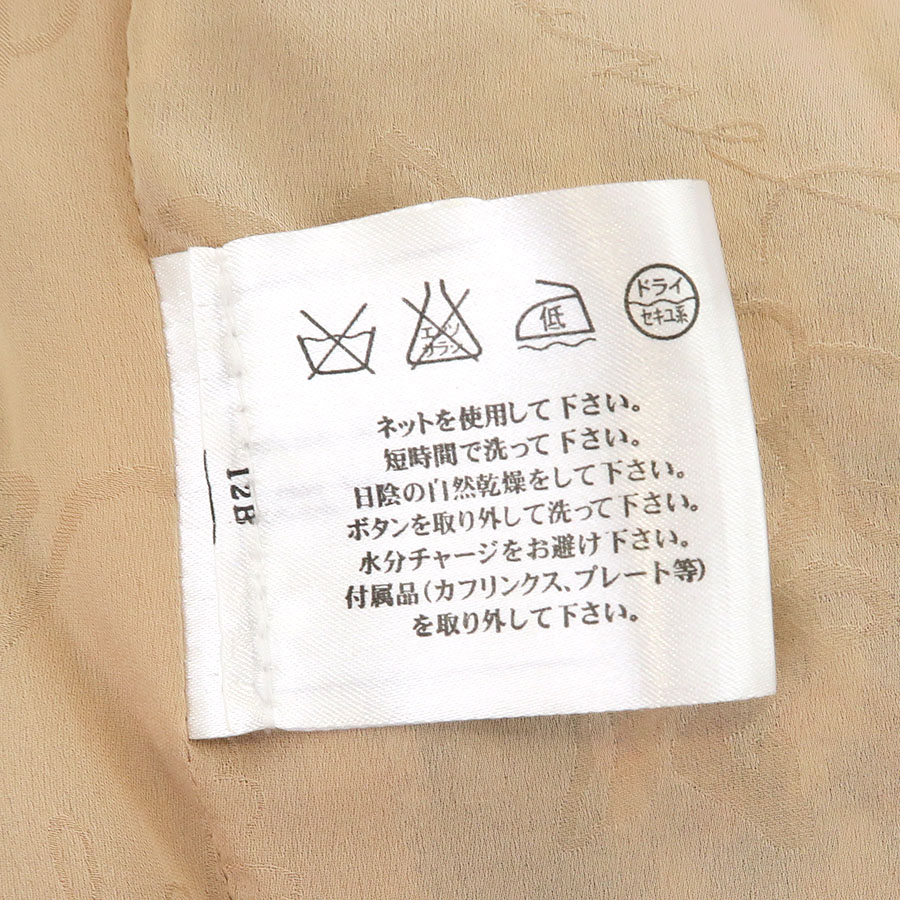 エンソ
サラシ
低
ドライ
セキユ系
ネットを使用して下さい。
短時間で洗って下さい。
日陰の自然乾燥をして下さい。
ボタンを取り外して洗って下さい。
水分チャージをお避け下さい。
付属品(カフリンクス、プレート等)
を取り外して下さい。
12B